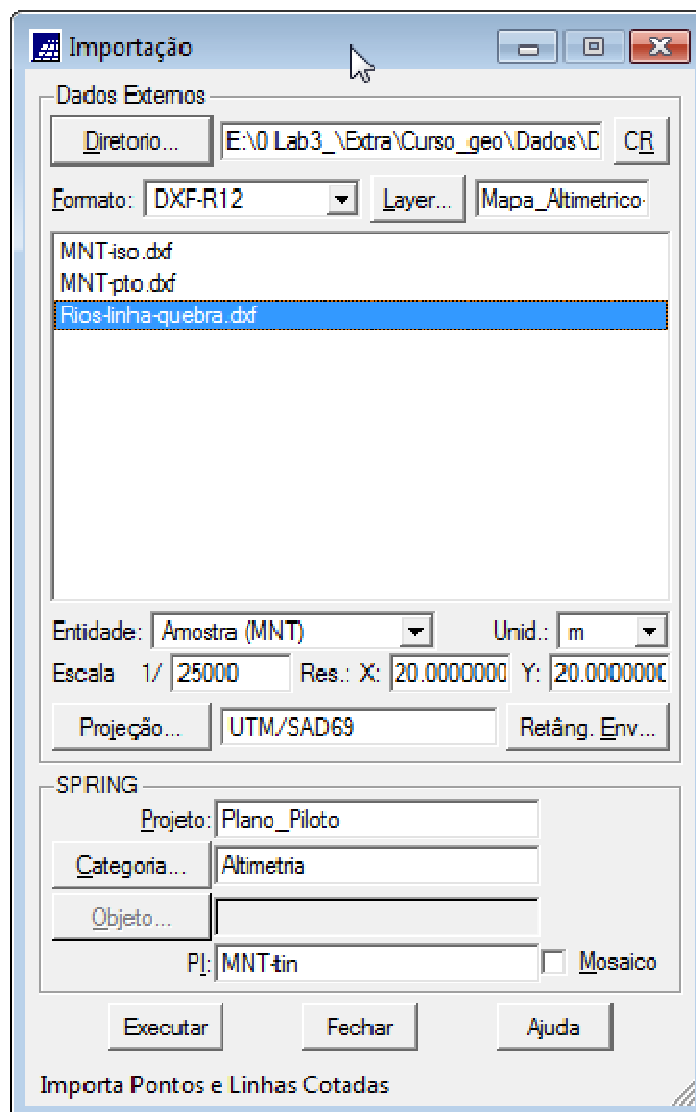 Importação
Dados Externos
Diretorio... E:\0 Lab3_\Extra\Curso_geo\Dados\D CR
Formato: DXF-R12 Layer... Mapa_Altimetrico-
MNT-iso.dxf
MNT-pto.dxf
Rios-linha-quebra.dxf
Entidade: Amostra (MNT) Unid.: m
Escala 1/ 25000 Res.: X: 20.0000000 Y: 20.0000000
Projeção... UTM/SAD69 Retâng. Env...
SPRING
Projeto: Plano_Piloto
Categoria... Altimetria
Objeto...
PI: MNT-tin Mosaico
Executar Fechar Ajuda
Importa Pontos e Linhas Cotadas